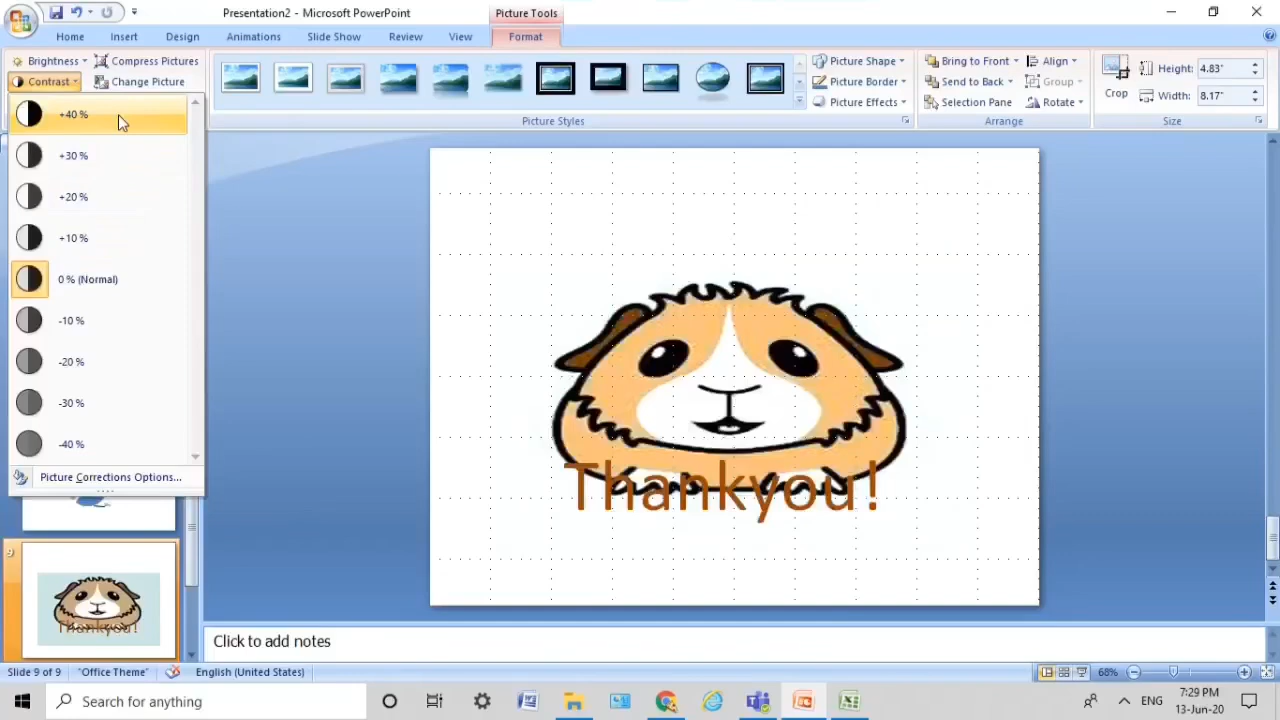 Presentation2 - Microsoft PowerPoint
Picture Tools
Home
Insert
Design
Animations
Slide Show
Review
View
Format
Brightness
Compress Pictures
Contrast
Change Picture
Picture Shape
Picture Border
Picture Effects
Picture Styles
Bring to Front
Align
Send to Back
Group
Selection Pane
Rotate
Arrange
Crop
Height: 4.83"
Width: 8.17"
Size
+40 %
+30 %
+20 %
+10 %
0 % (Normal)
-10 %
-20 %
-30 %
-40 %
Picture Corrections Options...
Thankyou!
9
Thankyou!
Click to add notes
Slide 9 of 9
"Office Theme"
English (United States)
68%
Search for anything
ENG
7:29 PM
13-Jun-20